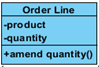 Order Line
-product
-quantity
+amend quantity()